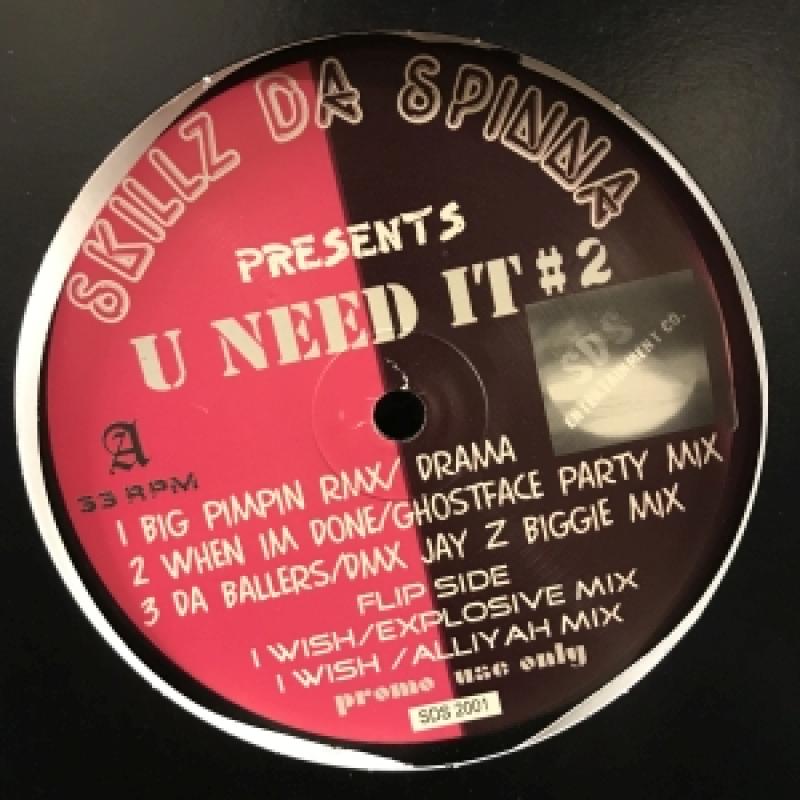 SKILLZ DA SPINNA
PRESENTS
U NEED IT #2
SDS
ENTERTAINMENT CO.
A
33 RPM
1 BIG PIMPIN RMX/ DRAMA
2 WHEN IM DONE/GHOSTFACE PARTY MIX
3 DA BALLERS/DMX JAY Z BIGGIE MIX
FLIP SIDE
I WISH/EXPLOSIVE MIX
I WISH /ALLIYAH MIX
promo use only
SDS 2001